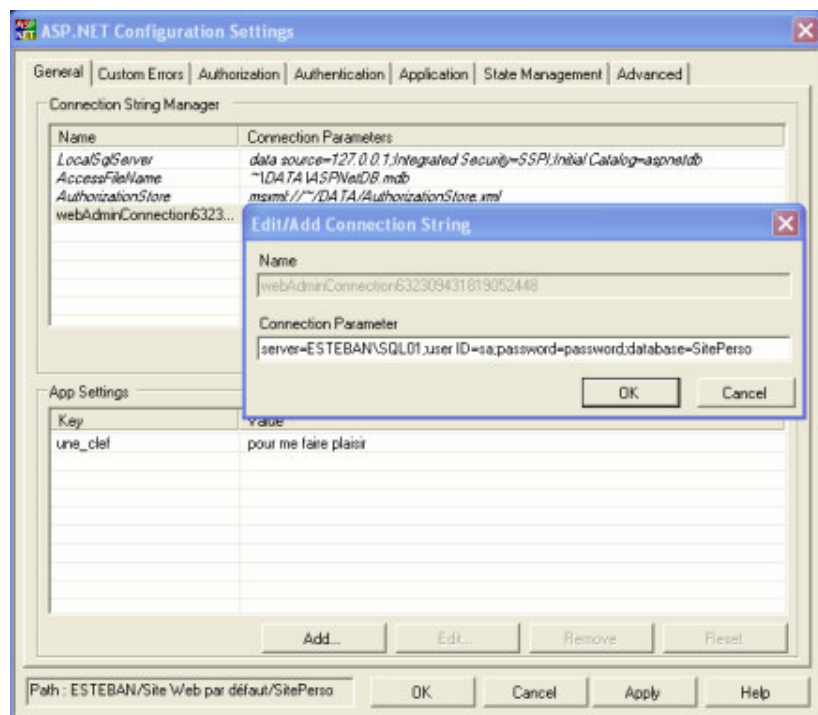 ASP.NET Configuration Settings
General Custom Errors Authorization Authentication Application State Management Advanced
Connection String Manager
Name Connection Parameters
LocalSqlServer data source=127.0.0.1;Integrated Security=SSPI;Initial Catalog=aspnetdb
AccessFileName ~\DATA\ASPNetDB.mdb
AuthorizationStore msxml://~/DATA/AuthorizationStore.xml
webAdminConnection6323...
Edit/Add Connection String
Name
webAdminConnection632309431819052448
Connection Parameter
server=ESTEBAN\SQL01;user ID=sa;password=password;database=SitePerso
OK Cancel
App Settings
Key Value
une_clef pour me faire plaisir
Add... Edit... Remove Reset
Path : ESTEBAN/Site Web par défaut/SitePerso OK Cancel Apply Help